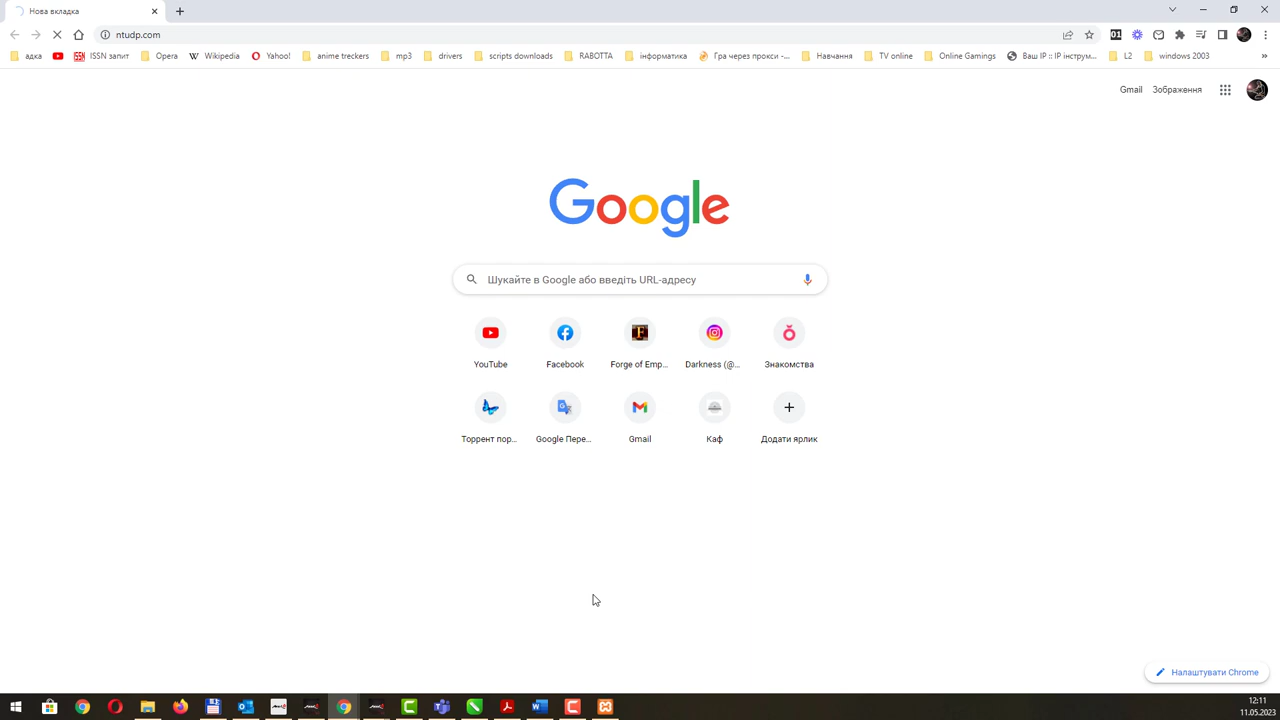 Нова вкладка
ntudp.com
адка ISSN запит Opera Wikipedia Yahoo! anime treckers mp3 drivers scripts downloads RABOTTA інформатика Гра через прокси -... Навчання TV online Online Gamings Ваш IP :: IP інструм... L2 windows 2003 »
Gmail Зображення
Google
Шукайте в Google або введіть URL-адресу
YouTube Facebook Forge of Emp... Darkness (@... Знакомства
Торрент пор... Google Пере... Gmail Каф Додати ярлик
Налаштувати Chrome
12:11
11.05.2023